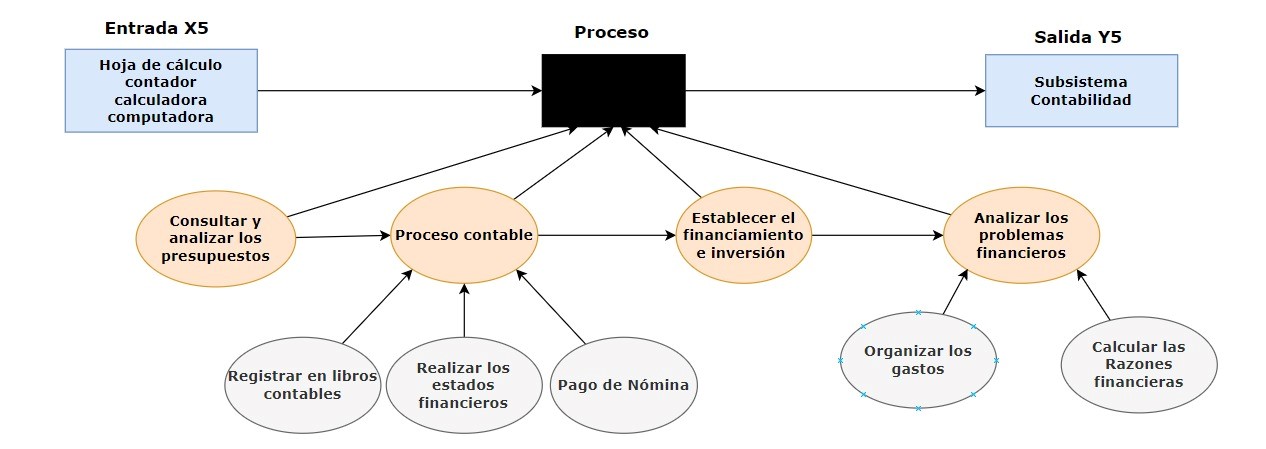 Entrada X5
Proceso
Salida Y5
Hoja de cálculo
contador
calculadora
computadora
Subsistema
Contabilidad
Consultar y
analizar los
presupuestos
Proceso contable
Establecer el
financiamiento
e inversión
Analizar los
problemas
financieros
Registrar en libros
contables
Realizar los
estados
financieros
Pago de Nómina
Organizar los
gastos
Calcular las
Razones
financieras